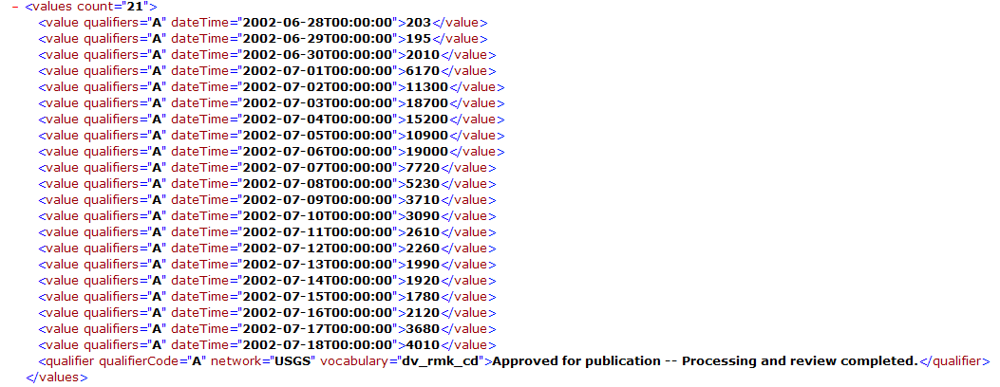 − <values count="21">
<value qualifiers="A" dateTime="2002-06-28T00:00:00">203</value>
<value qualifiers="A" dateTime="2002-06-29T00:00:00">195</value>
<value qualifiers="A" dateTime="2002-06-30T00:00:00">2010</value>
<value qualifiers="A" dateTime="2002-07-01T00:00:00">6170</value>
<value qualifiers="A" dateTime="2002-07-02T00:00:00">11300</value>
<value qualifiers="A" dateTime="2002-07-03T00:00:00">18700</value>
<value qualifiers="A" dateTime="2002-07-04T00:00:00">15200</value>
<value qualifiers="A" dateTime="2002-07-05T00:00:00">10900</value>
<value qualifiers="A" dateTime="2002-07-06T00:00:00">19000</value>
<value qualifiers="A" dateTime="2002-07-07T00:00:00">7720</value>
<value qualifiers="A" dateTime="2002-07-08T00:00:00">5230</value>
<value qualifiers="A" dateTime="2002-07-09T00:00:00">3710</value>
<value qualifiers="A" dateTime="2002-07-10T00:00:00">3090</value>
<value qualifiers="A" dateTime="2002-07-11T00:00:00">2610</value>
<value qualifiers="A" dateTime="2002-07-12T00:00:00">2260</value>
<value qualifiers="A" dateTime="2002-07-13T00:00:00">1990</value>
<value qualifiers="A" dateTime="2002-07-14T00:00:00">1920</value>
<value qualifiers="A" dateTime="2002-07-15T00:00:00">1780</value>
<value qualifiers="A" dateTime="2002-07-16T00:00:00">2120</value>
<value qualifiers="A" dateTime="2002-07-17T00:00:00">3680</value>
<value qualifiers="A" dateTime="2002-07-18T00:00:00">4010</value>
<qualifier qualifierCode="A" network="USGS" vocabulary="dv_rmk_cd">Approved for publication -- Processing and review completed.</qualifier>
</values>